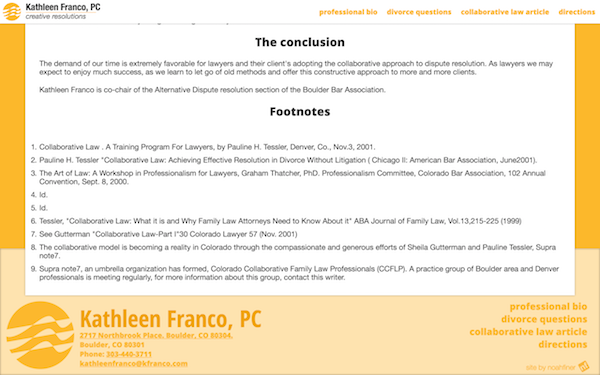 Kathleen Franco, PC
creative resolutions
professional bio
divorce questions
collaborative law article
directions
The conclusion
The demand of our time is extremely favorable for lawyers and their client's adopting the collaborative approach to dispute resolution. As lawyers we may
expect to enjoy much success, as we learn to let go of old methods and offer this constructive approach to more and more clients.
Kathleen Franco is co-chair of the Alternative Dispute resolution section of the Boulder Bar Association.
Footnotes
1. Collaborative Law . A Training Program For Lawyers, by Pauline H. Tessler, Denver, Co., Nov.3, 2001.
2. Pauline H. Tessler "Collaborative Law: Achieving Effective Resolution in Divorce Without Litigation ( Chicago Il: American Bar Association, June2001).
3. The Art of Law: A Workshop in Professionalism for Lawyers, Graham Thatcher, PhD. Professionalism Committee, Colorado Bar Association, 102 Annual
Convention, Sept. 8, 2000.
4. Id.
5. Id.
6. Tessler, "Collaborative Law: What it is and Why Family Law Attorneys Need to Know About it" ABA Journal of Family Law, Vol.13,215-225 (1999)
7. See Gutterman "Collaborative Law-Part I"30 Colorado Lawyer 57 (Nov. 2001)
8. The collaborative model is becoming a reality in Colorado through the compassionate and generous efforts of Sheila Gutterman and Pauline Tessler, Supra
note7.
9. Supra note7, an umbrella organization has formed, Colorado Collaborative Family Law Professionals (CCFLP). A practice group of Boulder area and Denver
professionals is meeting regularly, for more information about this group, contact this writer.
Kathleen Franco, PC
2717 Northbrook Place, Boulder, CO 80304.
Boulder, CO 80301
Phone: 303-440-3711
kathleenfranco@kfranco.com
professional bio
divorce questions
collaborative law article
directions
site by noahfiner